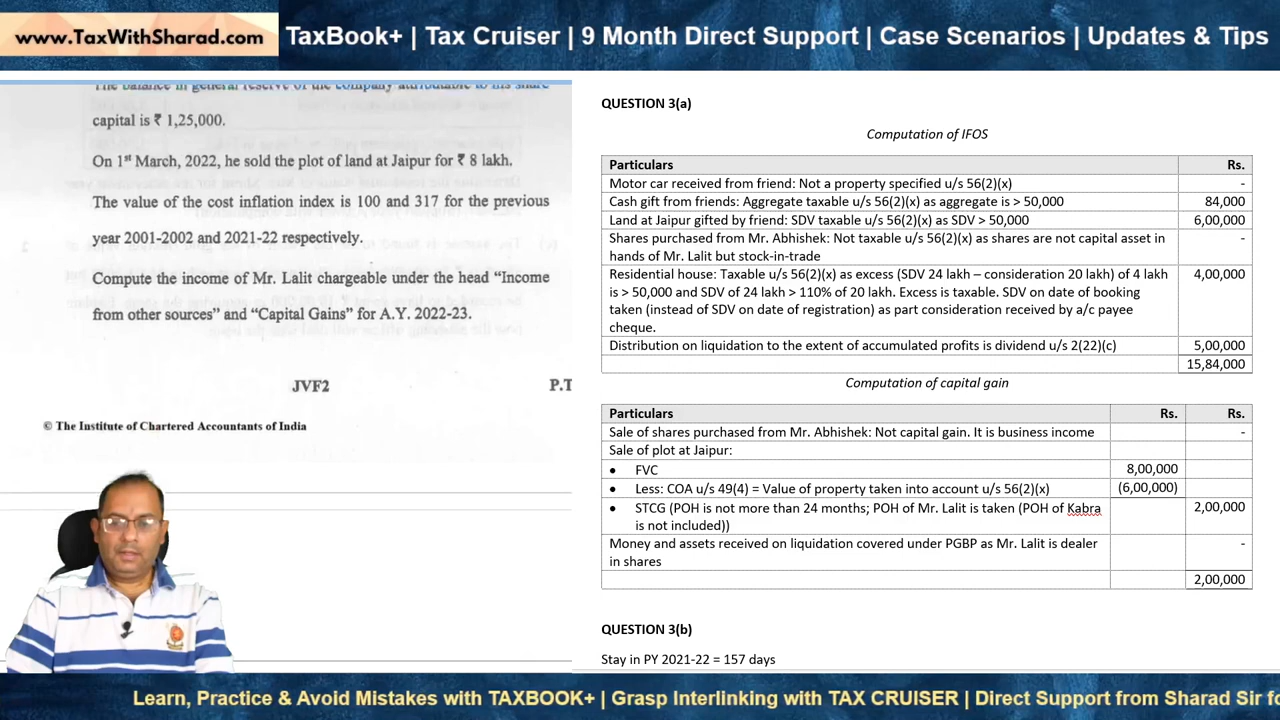 www.TaxWithSharad.com
TaxBook+ | Tax Cruiser | 9 Month Direct Support | Case Scenarios | Updates & Tips
The balance in general reserve of the company attributable to his share
capital is ₹ 1,25,000.
On 1st March, 2022, he sold the plot of land at Jaipur for ₹ 8 lakh.
The value of the cost inflation index is 100 and 317 for the previous
year 2001-2002 and 2021-22 respectively.
Compute the income of Mr. Lalit chargeable under the head “Income
from other sources” and “Capital Gains” for A.Y. 2022-23.
JVF2
P.T
© The Institute of Chartered Accountants of India
QUESTION 3(a)
Computation of IFOS
Particulars Rs.
Motor car received from friend: Not a property specified u/s 56(2)(x) -
Cash gift from friends: Aggregate taxable u/s 56(2)(x) as aggregate is > 50,000 84,000
Land at Jaipur gifted by friend: SDV taxable u/s 56(2)(x) as SDV > 50,000 6,00,000
Shares purchased from Mr. Abhishek: Not taxable u/s 56(2)(x) as shares are not capital asset in -
hands of Mr. Lalit but stock-in-trade
Residential house: Taxable u/s 56(2)(x) as excess (SDV 24 lakh – consideration 20 lakh) of 4 lakh 4,00,000
is > 50,000 and SDV of 24 lakh > 110% of 20 lakh. Excess is taxable. SDV on date of booking
taken (instead of SDV on date of registration) as part consideration received by a/c payee
cheque.
Distribution on liquidation to the extent of accumulated profits is dividend u/s 2(22)(c) 5,00,000
15,84,000
Computation of capital gain
Particulars Rs. Rs.
Sale of shares purchased from Mr. Abhishek: Not capital gain. It is business income -
Sale of plot at Jaipur:
• FVC 8,00,000
• Less: COA u/s 49(4) = Value of property taken into account u/s 56(2)(x) (6,00,000)
• STCG (POH is not more than 24 months; POH of Mr. Lalit is taken (POH of Kabra 2,00,000
is not included))
Money and assets received on liquidation covered under PGBP as Mr. Lalit is dealer -
in shares
2,00,000
QUESTION 3(b)
Stay in PY 2021-22 = 157 days
Learn, Practice & Avoid Mistakes with TAXBOOK+ | Grasp Interlinking with TAX CRUISER | Direct Support from Sharad Sir fo